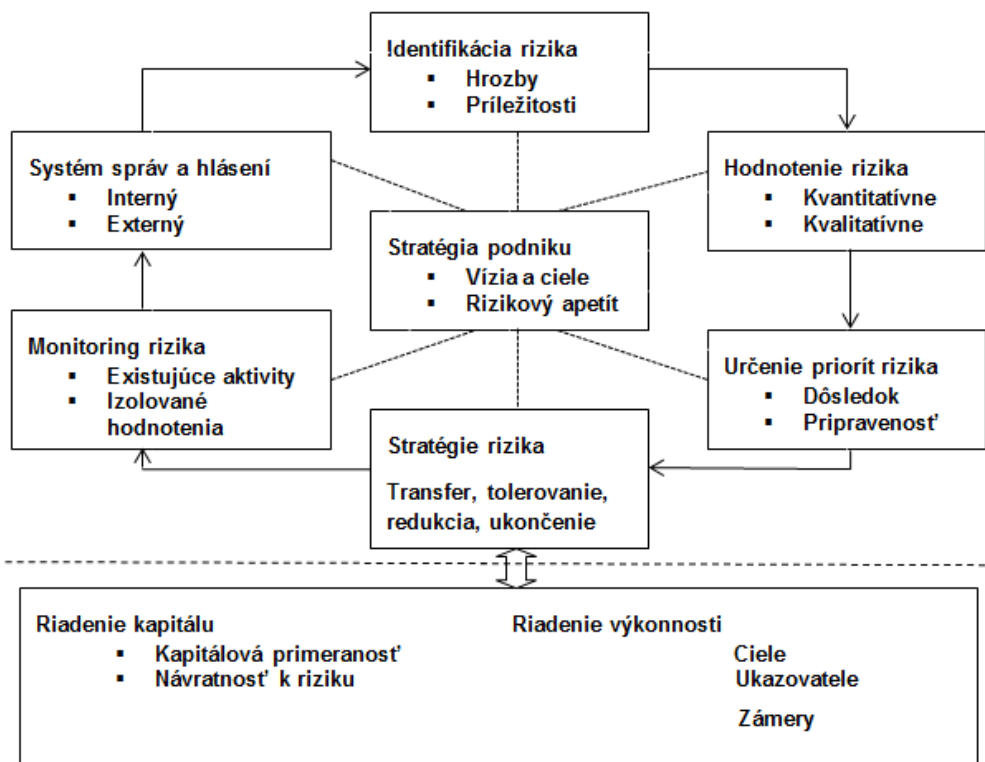 Identifikácia rizika
▪ Hrozby
▪ Príležitosti
Systém správ a hlásení
▪ Interný
▪ Externý
Hodnotenie rizika
▪ Kvantitatívne
▪ Kvalitatívne
Stratégia podniku
▪ Vízia a ciele
▪ Rizikový apetít
Monitoring rizika
▪ Existujúce aktivity
▪ Izolované
hodnotenia
Určenie priorít rizika
▪ Dôsledok
▪ Pripravenosť
Stratégie rizika
Transfer, tolerovanie,
redukcia, ukončenie
Riadenie kapitálu
▪ Kapitálová primeranosť
▪ Návratnosť k riziku
Riadenie výkonnosti
Ciele
Ukazovatele
Zámery